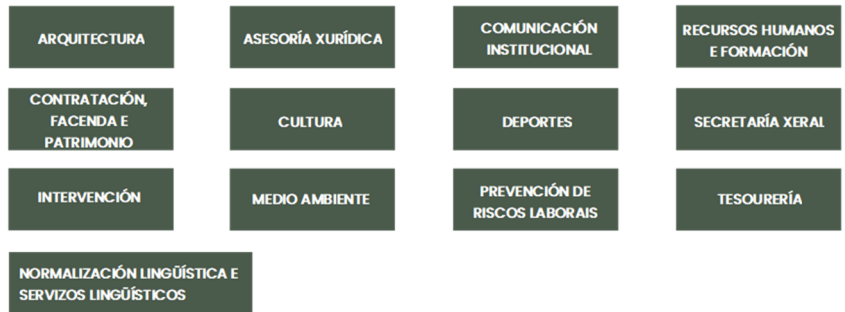 ARQUITECTURA
ASESORÍA XURÍDICA
COMUNICACIÓN
INSTITUCIONAL
RECURSOS HUMANOS
E FORMACIÓN
CONTRATACIÓN,
FACENDA E
PATRIMONIO
CULTURA
DEPORTES
SECRETARÍA XERAL
INTERVENCIÓN
MEDIO AMBIENTE
PREVENCIÓN DE
RISCOS LABORAIS
TESOURERÍA
NORMALIZACIÓN LINGÜÍSTICA E
SERVIZOS LINGÜÍSTICOS